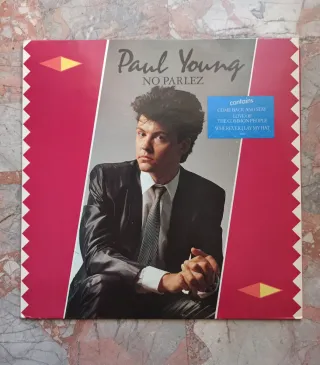 Paul Young
NO PARLEZ
contains
COME BACK AND STAY
LOVE OF
THE COMMON PEOPLE
WHEREVER I LAY MY HAT